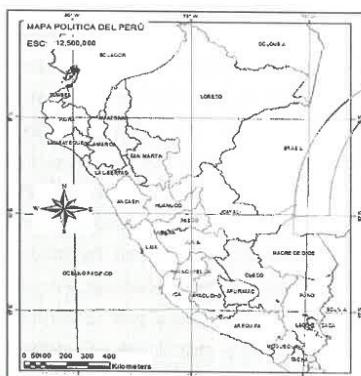 MAPA POLITICA DEL PERÚ
ESC: 12,500,000
ECUADOR
COLOMBIA
TUMBES
PIURA
AMAZONAS
LORETO
LAMBAYEQUE
CAJAMARCA
SAN MARTIN
BRASIL
LA LIBERTAD
ANCASH
HUANUCO
UCAYALI
PASCO
N
W E
S
LIMA
JUNIN
MADRE DE DIOS
OCEANO PACIFICO
HUANCAVELICA
CUSCO
ICA
AYACUCHO
APURIMAC
PUNO
BOLIVIA
AREQUIPA
MOQUEGUA
TACNA
0 50100 200 300 400
Kilometers